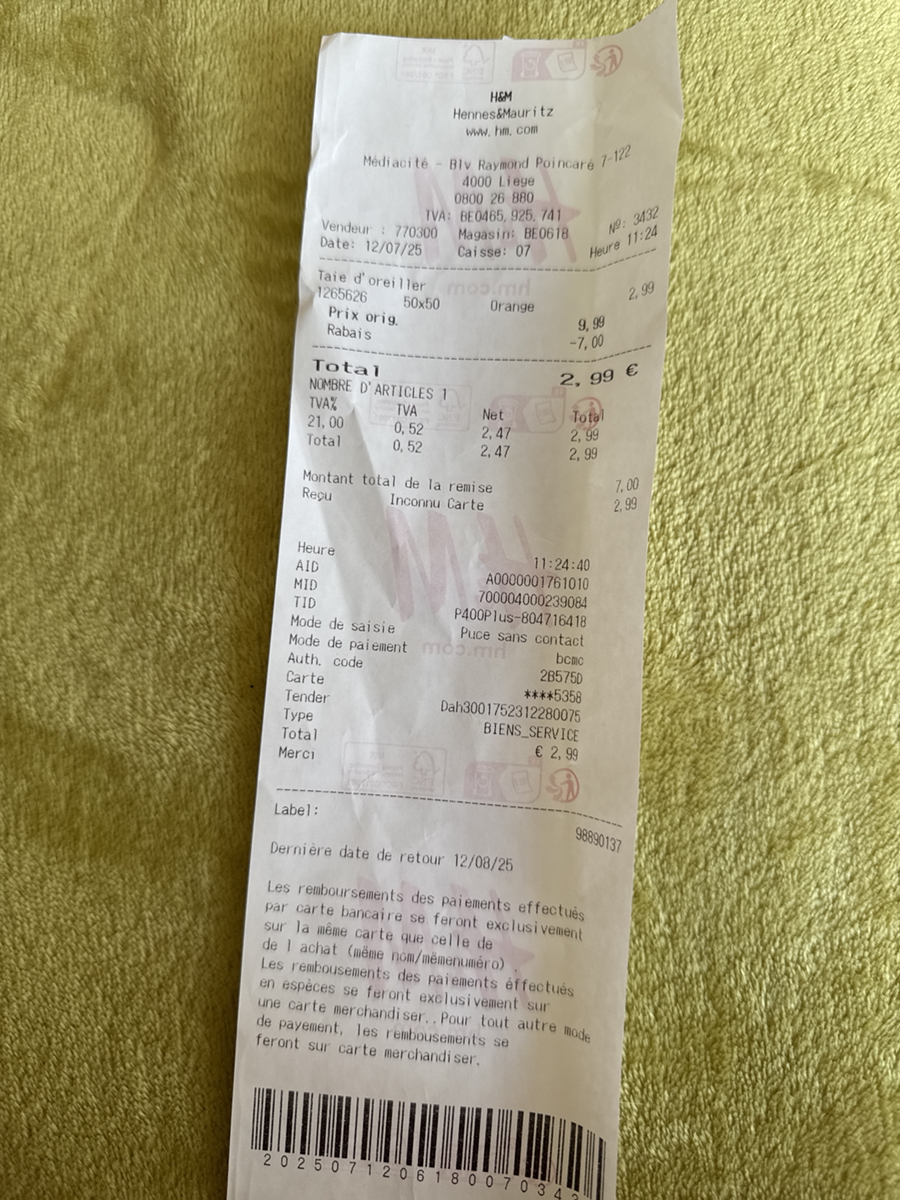 H&M
Hennes&Mauritz
www.hm.com
Médiacité - Blv Raymond Poincaré 7-122
4000 Liege
0800 26 880
TVA: BE0465.925.741
Vendeur : 770300 Magasin: BE0618 Nº: 3432
Date: 12/07/25 Caisse: 07 Heure 11:24
Taie d'oreiller 2,99
1265626 50x50 Orange
Prix orig. 9,99
Rabais -7,00
Total 2,99 €
NOMBRE D'ARTICLES 1
TVA% TVA Net Total
21,00 0,52 2,47 2,99
Total 0,52 2,47 2,99
Montant total de la remise 7,00
Reçu Inconnu Carte 2,99
Heure 11:24:40
AID A0000001761010
MID 700004000239084
TID P400Plus-804716418
Mode de saisie Puce sans contact
Mode de paiement bcmc
Auth. code 2B575D
Carte ****5358
Tender Dah3001752312280075
Type BIENS_SERVICE
Total € 2,99
Merci
Label: 98890137
Dernière date de retour 12/08/25
Les remboursements des paiements effectués
par carte bancaire se feront exclusivement
sur la même carte que celle de
de l achat (même nom/mêmenuméro) .
Les rembousements des paiements éffectués
en espèces se feront exclusivement sur
une carte merchandiser..Pour tout autre mode
de payement, les rembousements se
feront sur carte merchandiser.
hm.com
hm.com